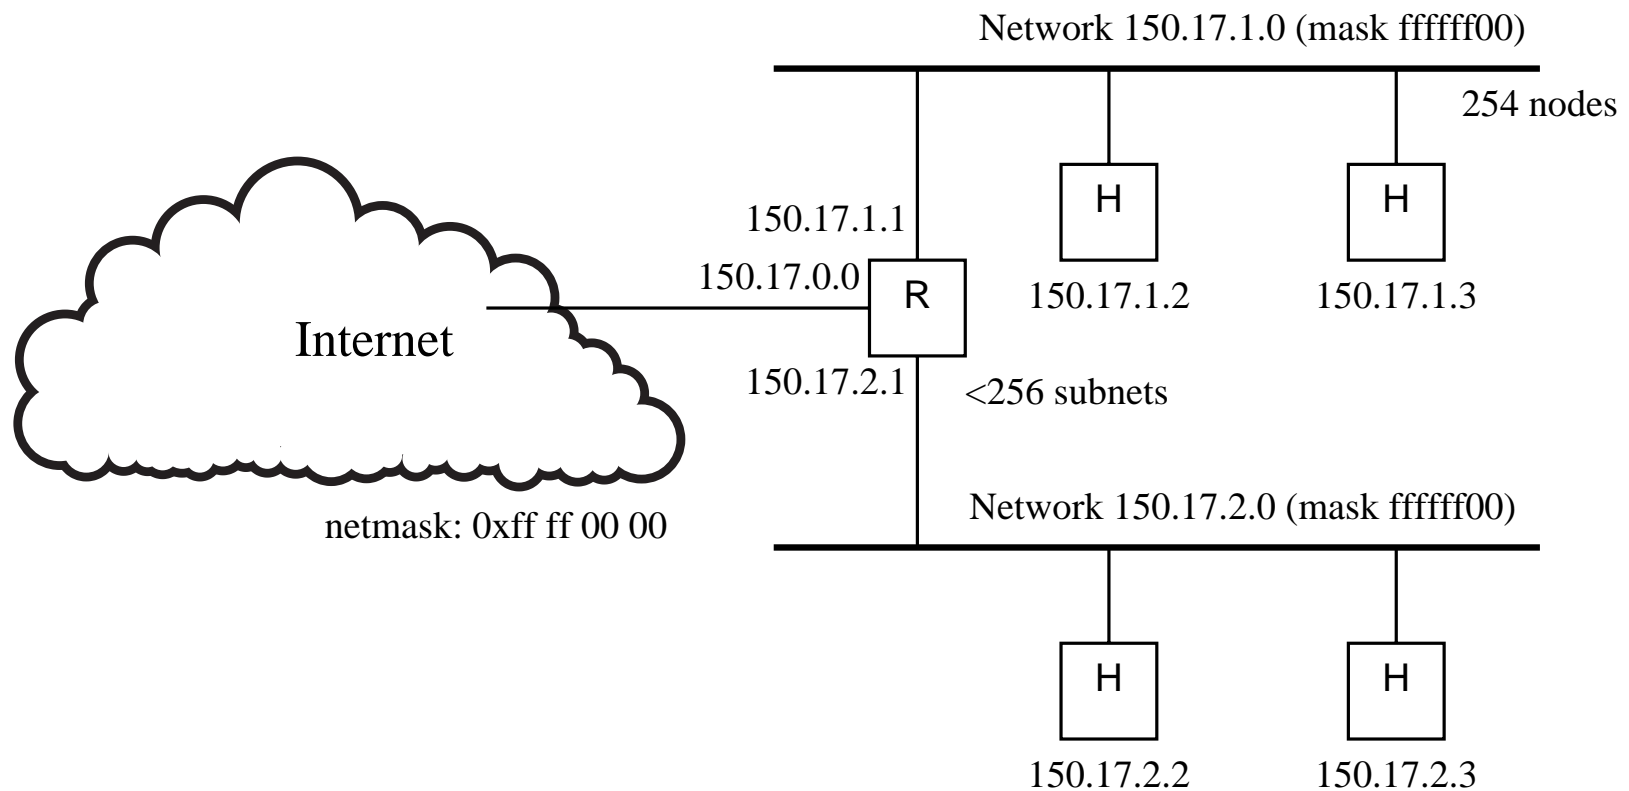 Network 150.17.1.0 (mask ffffff00)
254 nodes
H
H
150.17.1.1
150.17.0.0
R
150.17.1.2
150.17.1.3
Internet
150.17.2.1
<256 subnets
Network 150.17.2.0 (mask ffffff00)
netmask: 0xff ff 00 00
H
H
150.17.2.2
150.17.2.3